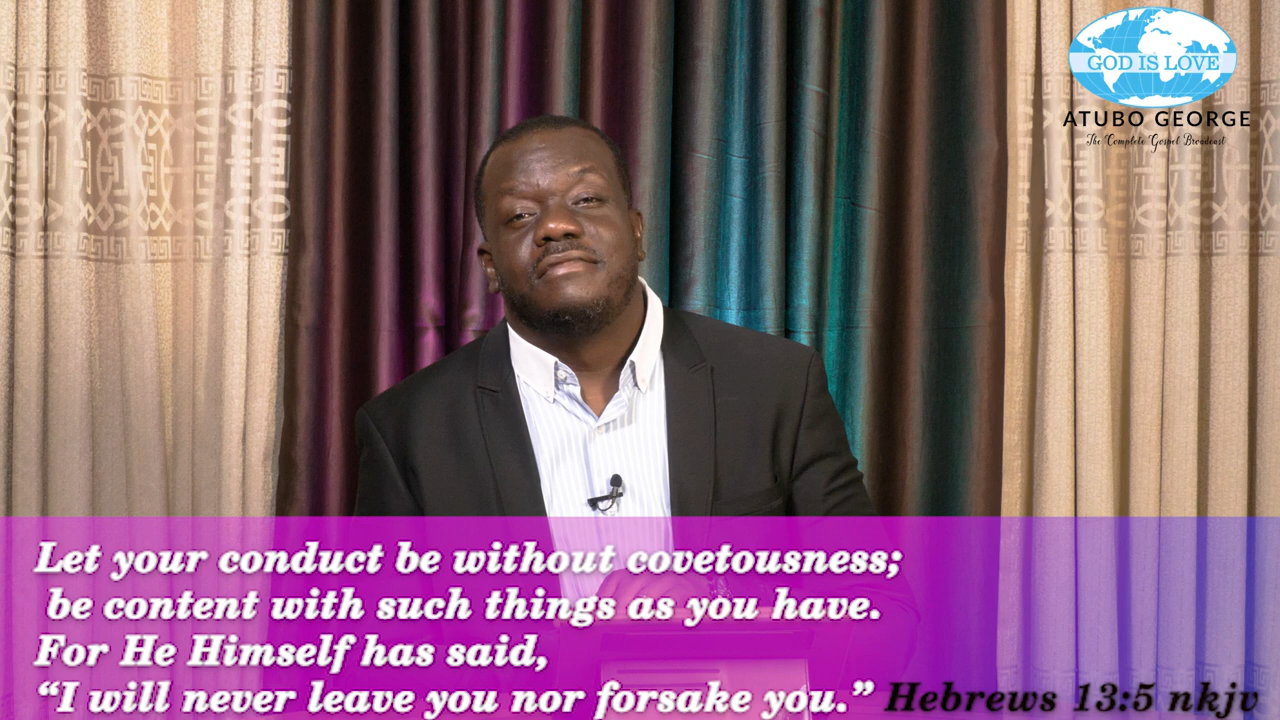 GOD IS LOVE
ATUBO GEORGE
The Complete Gospel Broadcast
Let your conduct be without covetousness;
be content with such things as you have.
For He Himself has said,
“I will never leave you nor forsake you.” Hebrews 13:5 nkjv